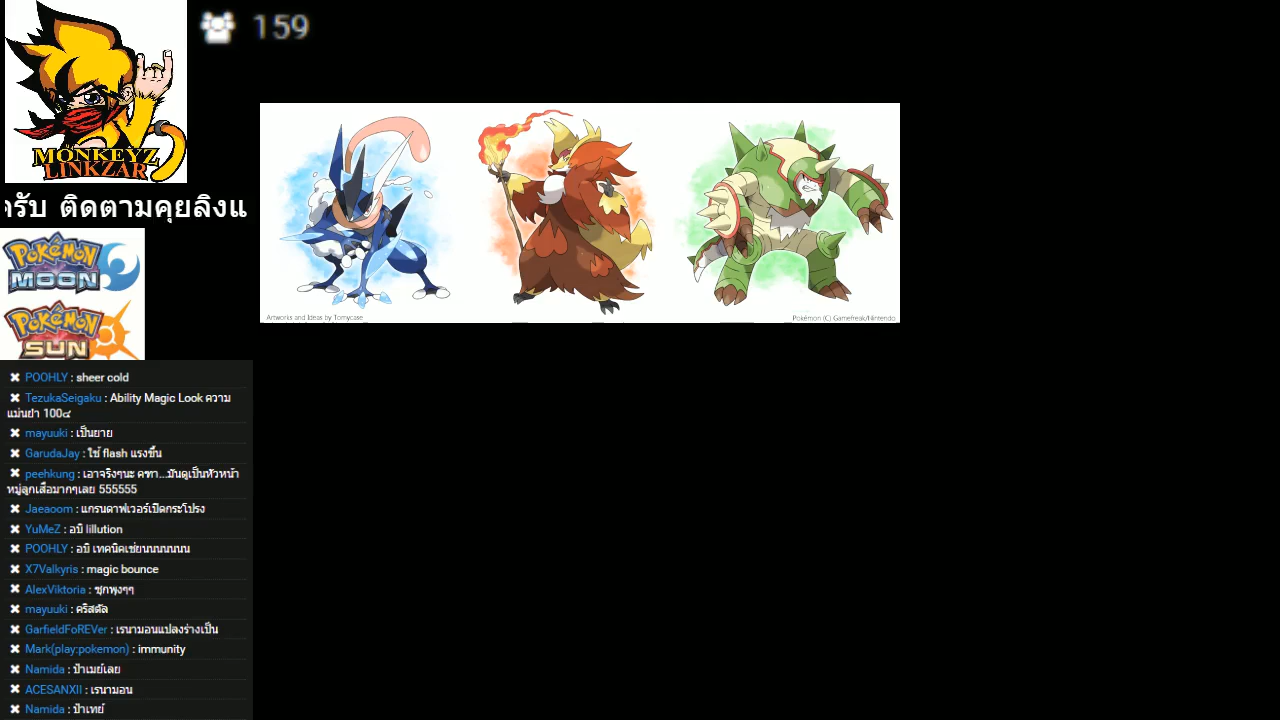 159
MONKEYZ
LINKZAR
ครับ ติดตามคุยลิงแ
POKéMON
MOON
POKéMON
SUN
Artworks and Ideas by Tomycase
Pokémon (C) Gamefreak/Nintendo
POOHLY : sheer cold
TezukaSeigaku : Ability Magic Look ความ
แม่นยำ 100๔
mayuuki : เป็นยาย
GarudaJay : ใช้ flash แรงขึ้น
peehkung : เอาจริงๆนะ คฑา...มันดูเป็นหัวหน้า
หมู่ลูกเสือมากๆเลย 555555
Jaeaoom : แกรนดาฟเวอร์เปิดกระโปรง
YuMeZ : อบิ lillution
POOHLY : อบิ เทคนิคเชี่ยนนนนนน
X7Valkyris : magic bounce
AlexViktoria : ซุกพุงๆๆ
mayuuki : คริสตัล
GarfieldFoREVer : เรนามอนแปลงร่างเป็น
Mark(play:pokemon) : immunity
Namida : ป้าเมย์เลย
ACESANXII : เรนามอน
Namida : ป้าเทย์